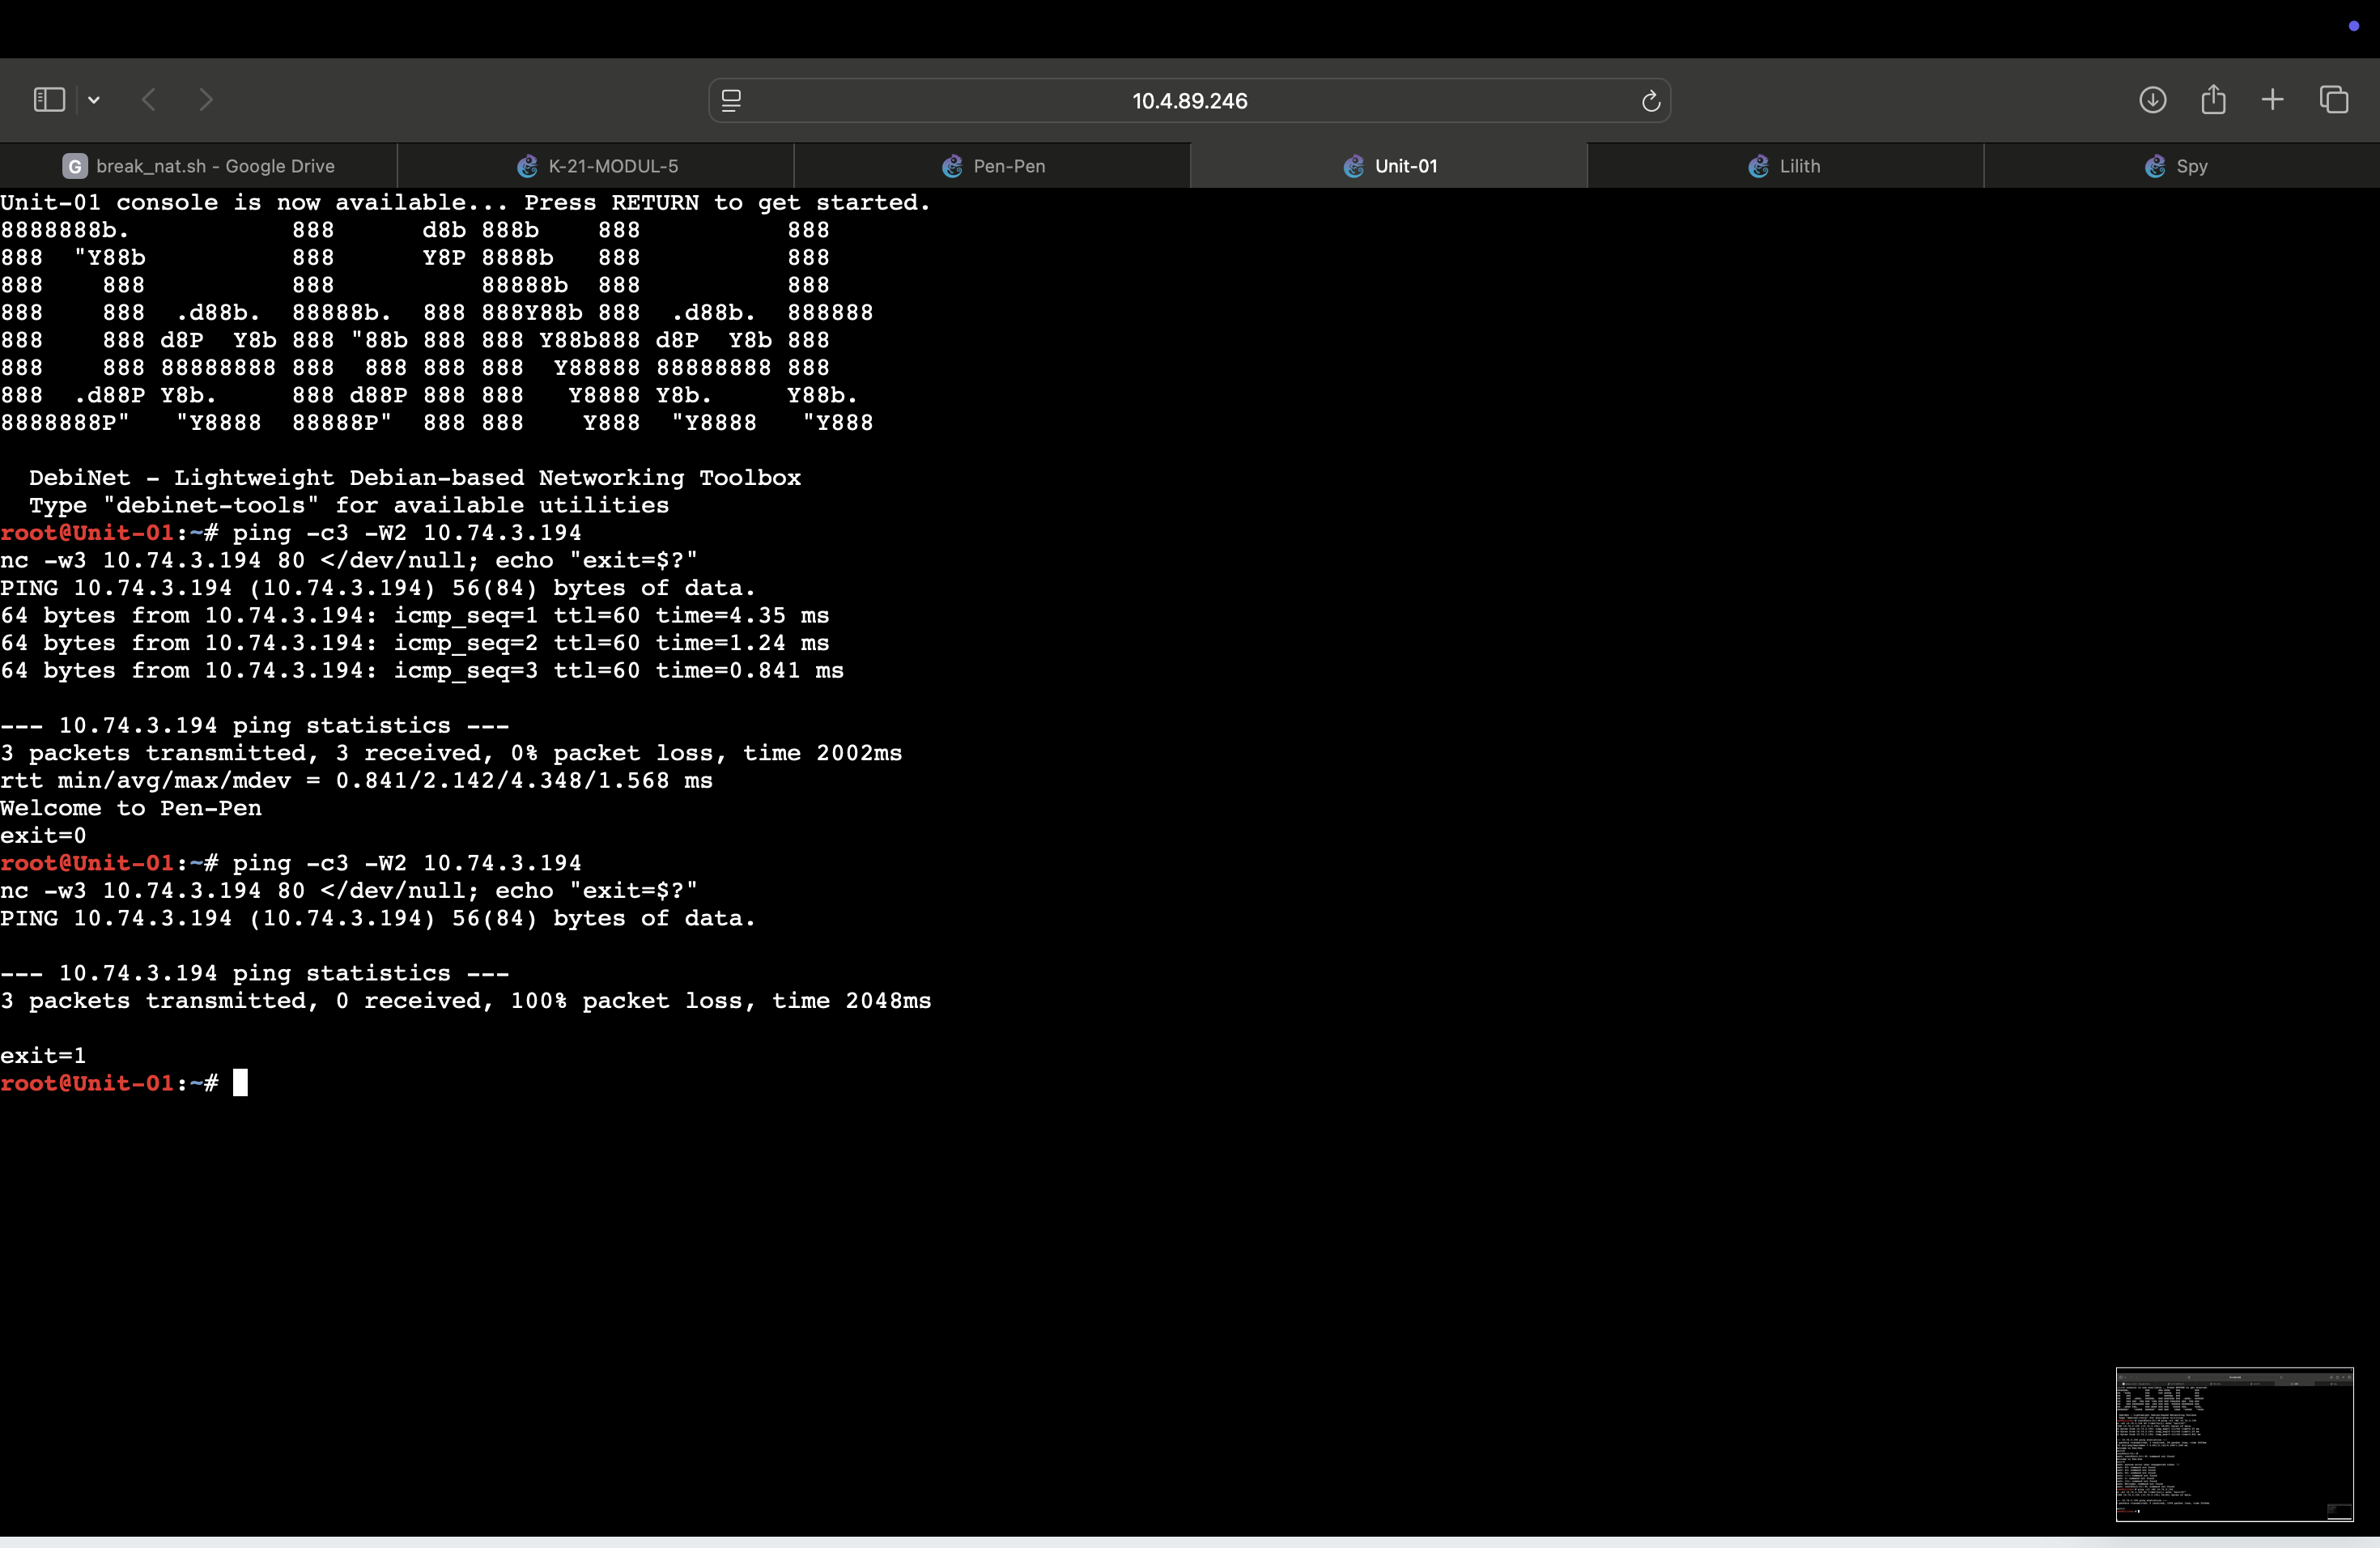 10.4.89.246
G break_nat.sh - Google Drive
K-21-MODUL-5
Pen-Pen
Unit-01
Lilith
Spy
Unit-01 console is now available... Press RETURN to get started.
8888888b.           888      d8b 888b    888          888
888  "Y88b          888      Y8P 8888b   888          888
888    888          888          88888b  888          888
888    888  .d88b.  88888b.  888 888Y88b 888  .d88b.  888888
888    888 d8P  Y8b 888 "88b 888 888 Y88b888 d8P  Y8b 888
888    888 88888888 888  888 888 888  Y88888 88888888 888
888  .d88P Y8b.     888 d88P 888 888   Y8888 Y8b.     Y88b.
8888888P"   "Y8888  88888P"  888 888    Y888  "Y8888   "Y888
DebiNet - Lightweight Debian-based Networking Toolbox
Type "debinet-tools" for available utilities
root@Unit-01:~# ping -c3 -W2 10.74.3.194
nc -w3 10.74.3.194 80 </dev/null; echo "exit=$?"
PING 10.74.3.194 (10.74.3.194) 56(84) bytes of data.
64 bytes from 10.74.3.194: icmp_seq=1 ttl=60 time=4.35 ms
64 bytes from 10.74.3.194: icmp_seq=2 ttl=60 time=1.24 ms
64 bytes from 10.74.3.194: icmp_seq=3 ttl=60 time=0.841 ms
--- 10.74.3.194 ping statistics ---
3 packets transmitted, 3 received, 0% packet loss, time 2002ms
rtt min/avg/max/mdev = 0.841/2.142/4.348/1.568 ms
Welcome to Pen-Pen
exit=0
root@Unit-01:~# ping -c3 -W2 10.74.3.194
nc -w3 10.74.3.194 80 </dev/null; echo "exit=$?"
PING 10.74.3.194 (10.74.3.194) 56(84) bytes of data.
--- 10.74.3.194 ping statistics ---
3 packets transmitted, 0 received, 100% packet loss, time 2048ms
exit=1
root@Unit-01:~#